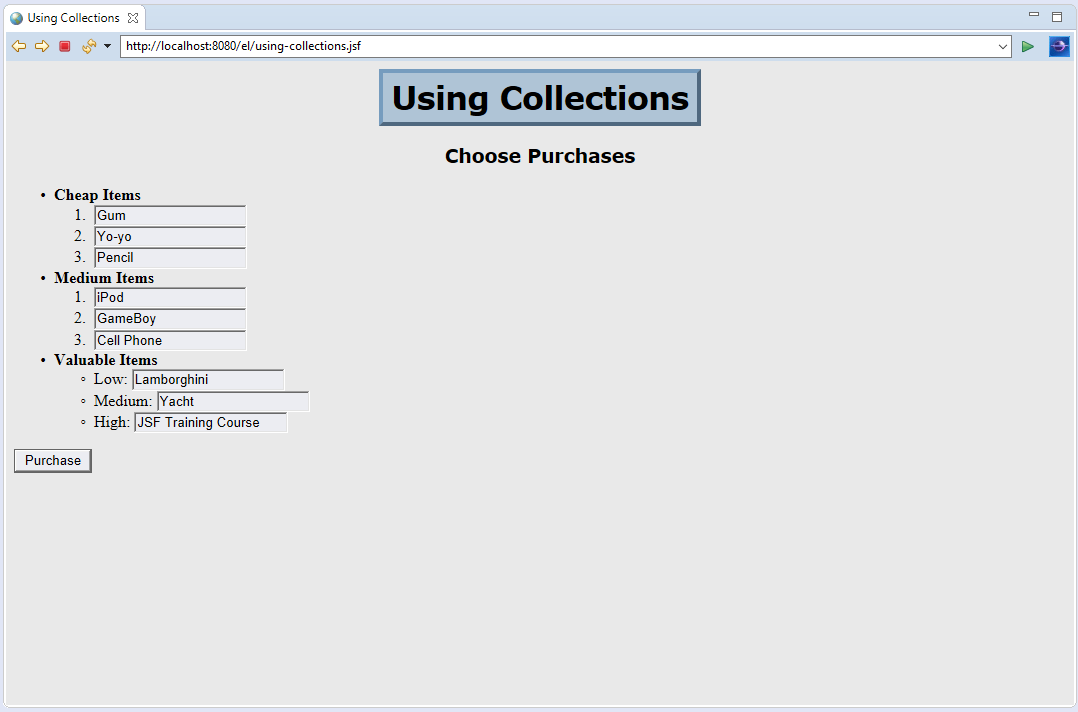 Using Collections
http://localhost:8080/el/using-collections.jsf
Using Collections
Choose Purchases
• Cheap Items
1. Gum
2. Yo-yo
3. Pencil
• Medium Items
1. iPod
2. GameBoy
3. Cell Phone
• Valuable Items
◦ Low: Lamborghini
◦ Medium: Yacht
◦ High: JSF Training Course
Purchase